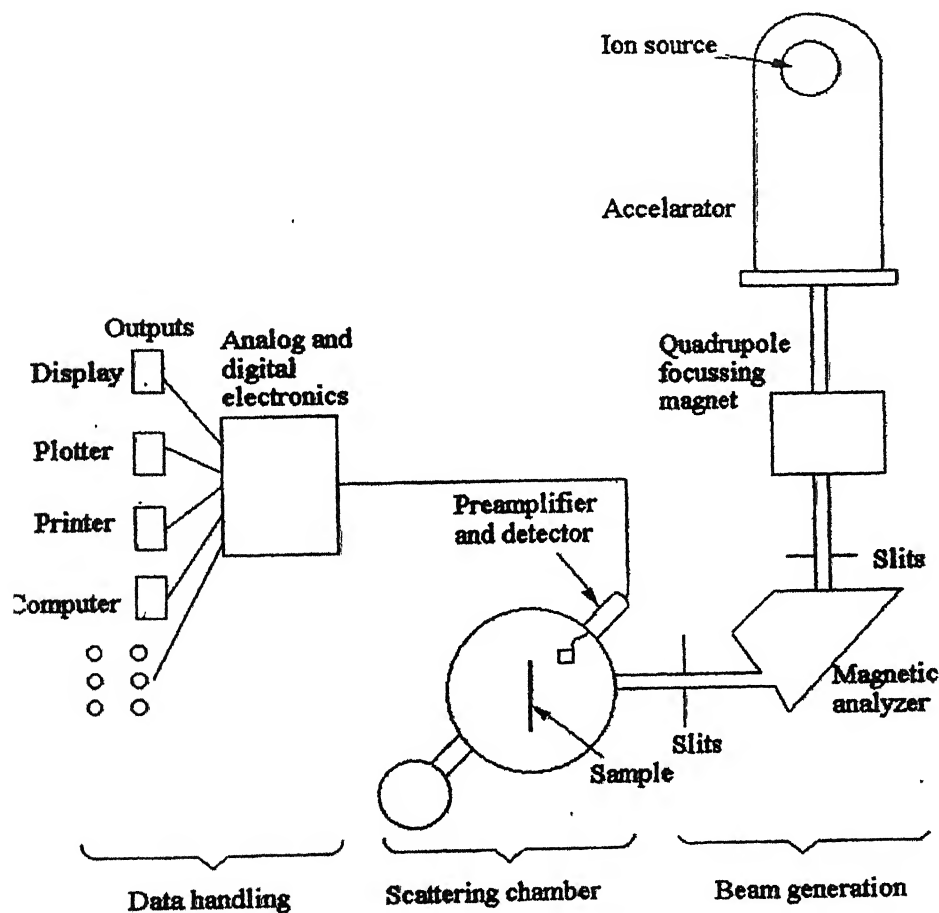 Ion source
Accelarator
Outputs
Analog and
digital
electronics
Display
Plotter
Printer
Computer
Quadrupole
focussing
magnet
Preamplifier
and detector
Slits
Magnetic
analyzer
Slits
Sample
Data handling
Scattering chamber
Beam generation